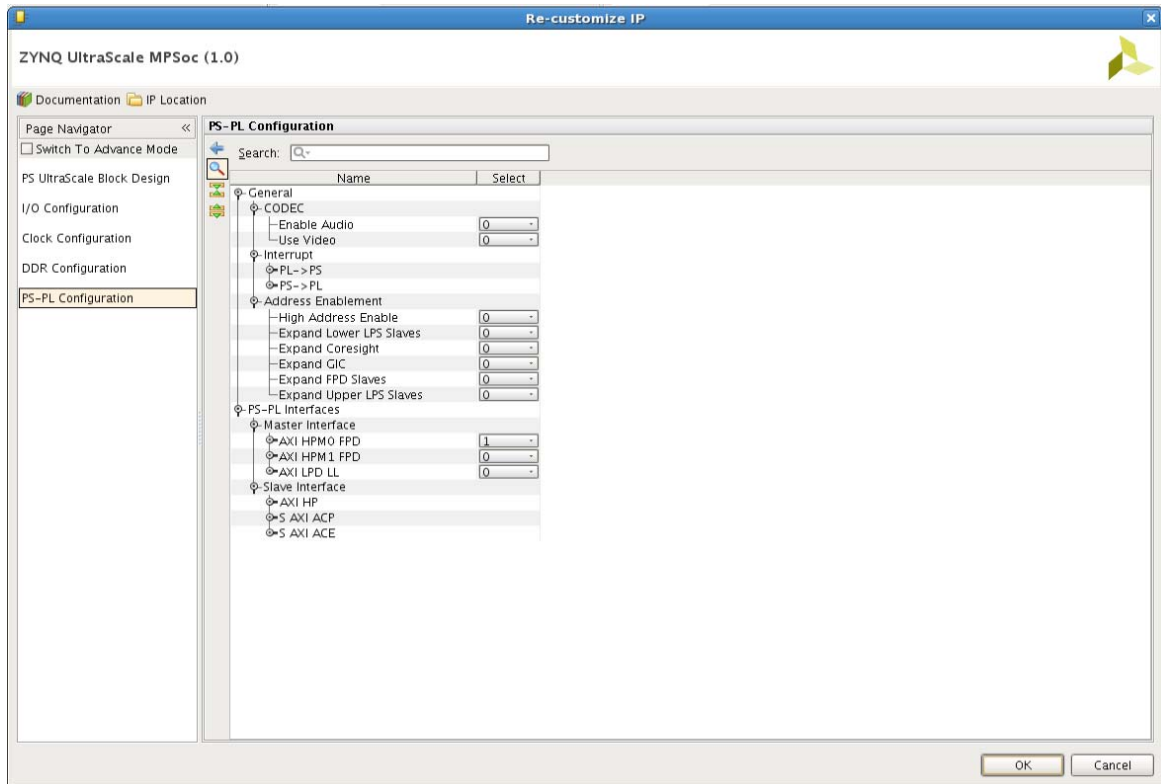 Re-customize IP
ZYNQ UltraScale MPSoc (1.0)
Documentation IP Location
Page Navigator «
Switch To Advance Mode
PS UltraScale Block Design
I/O Configuration
Clock Configuration
DDR Configuration
PS-PL Configuration
PS-PL Configuration
Search:
Name Select
General
CODEC
Enable Audio 0
Use Video 0
Interrupt
PL->PS
PS->PL
Address Enablement
High Address Enable 0
Expand Lower LPS Slaves 0
Expand Coresight 0
Expand GIC 0
Expand FPD Slaves 0
Expand Upper LPS Slaves 0
PS-PL Interfaces
Master Interface
AXI HPM0 FPD 1
AXI HPM1 FPD 0
AXI LPD LL 0
Slave Interface
AXI HP
S AXI ACP
S AXI ACE
OK Cancel